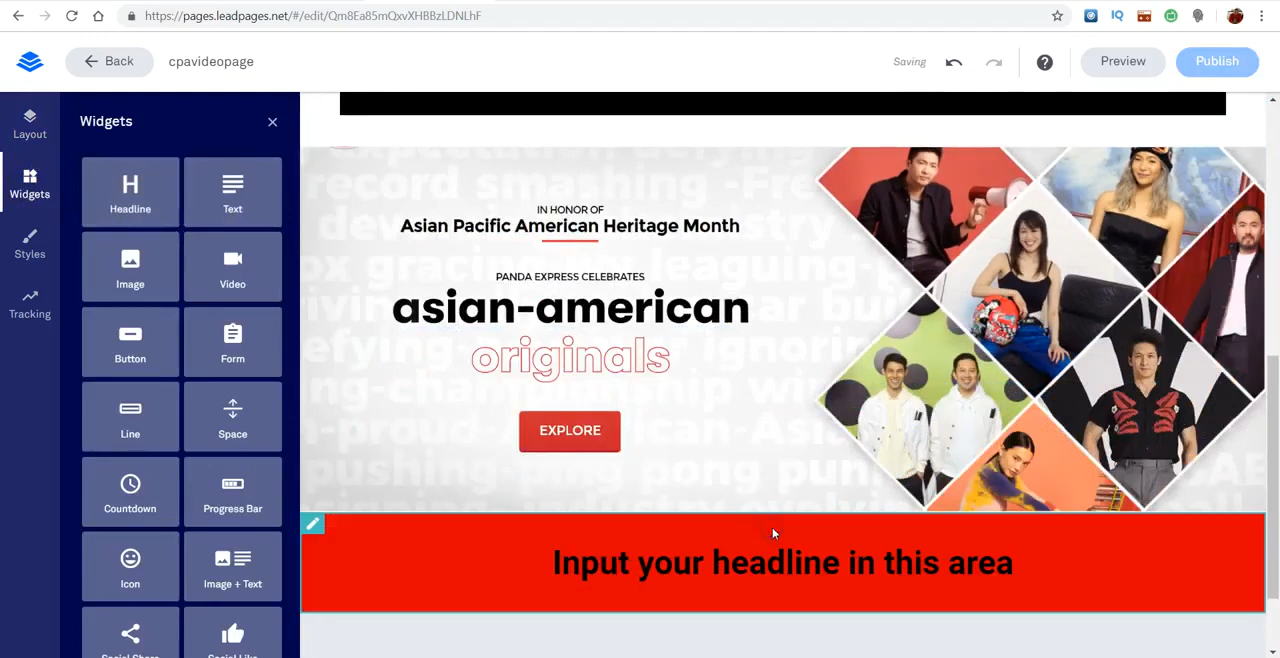 https://pages.leadpages.net/#/edit/Qm8Ea85mQxvXHBBzLDNLhF
IQ
Back
cpavideopage
Saving
?
Preview
Publish
Layout
Widgets
Styles
Tracking
Widgets
H
Headline
Text
Image
Video
Button
Form
Line
Space
Countdown
Progress Bar
Icon
Image + Text
IN HONOR OF
Asian Pacific American Heritage Month
PANDA EXPRESS CELEBRATES
asian-american
originals
EXPLORE
Input your headline in this area